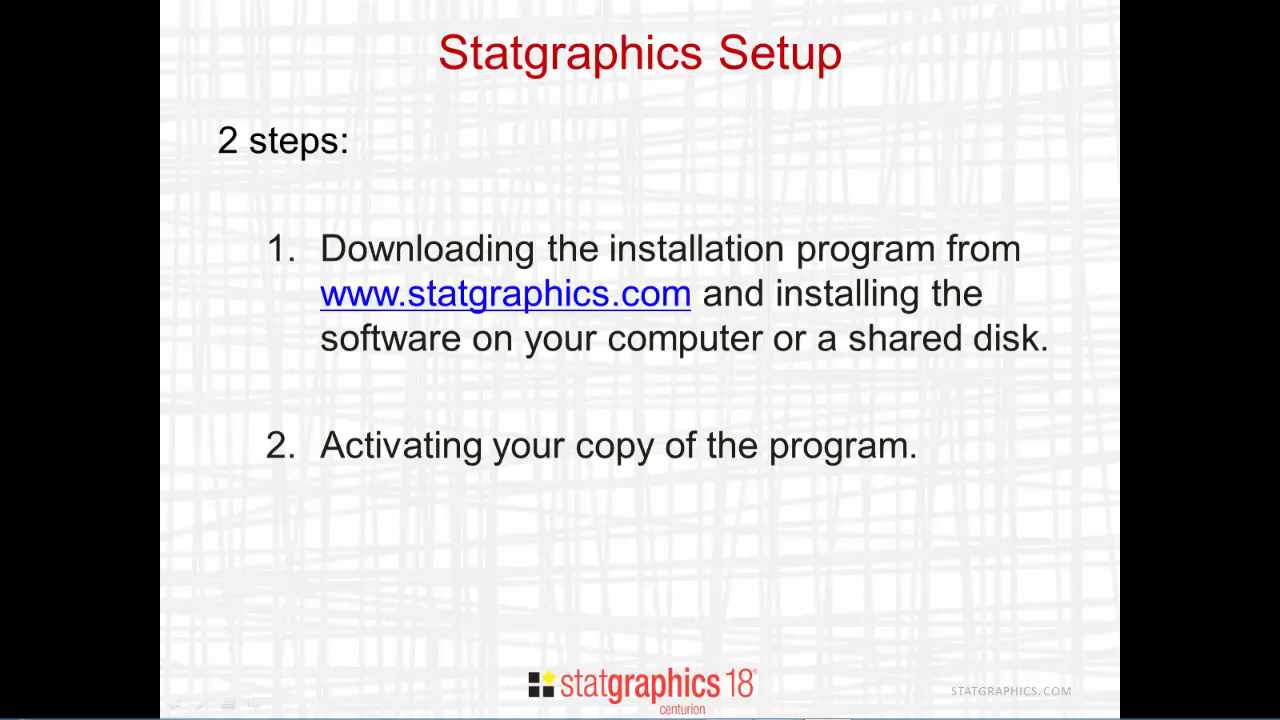 Statgraphics Setup
2 steps:
1. Downloading the installation program from
www.statgraphics.com and installing the
software on your computer or a shared disk.
2. Activating your copy of the program.
statgraphics 18®
centurion
STATGRAPHICS.COM